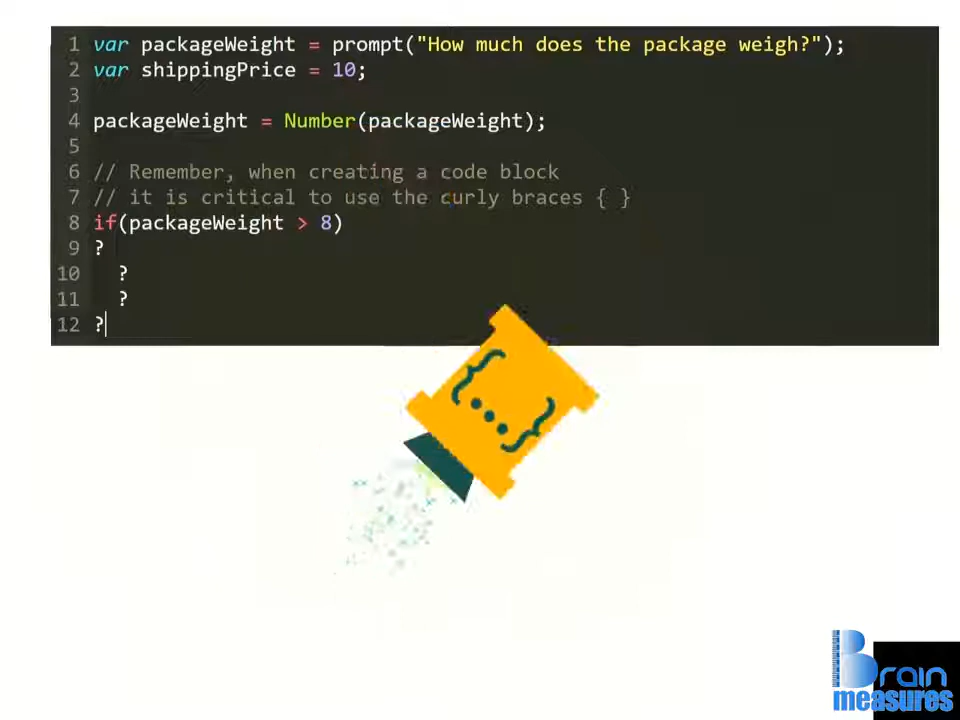 1 var packageWeight = prompt("How much does the package weigh?");
2 var shippingPrice = 10;
3
4 packageWeight = Number(packageWeight);
5
6 // Remember, when creating a code block
7 // it is critical to use the curly braces { }
8 if(packageWeight > 8)
9 ?
10 ?
11 ?
12 ?
{...}
Brain
measures